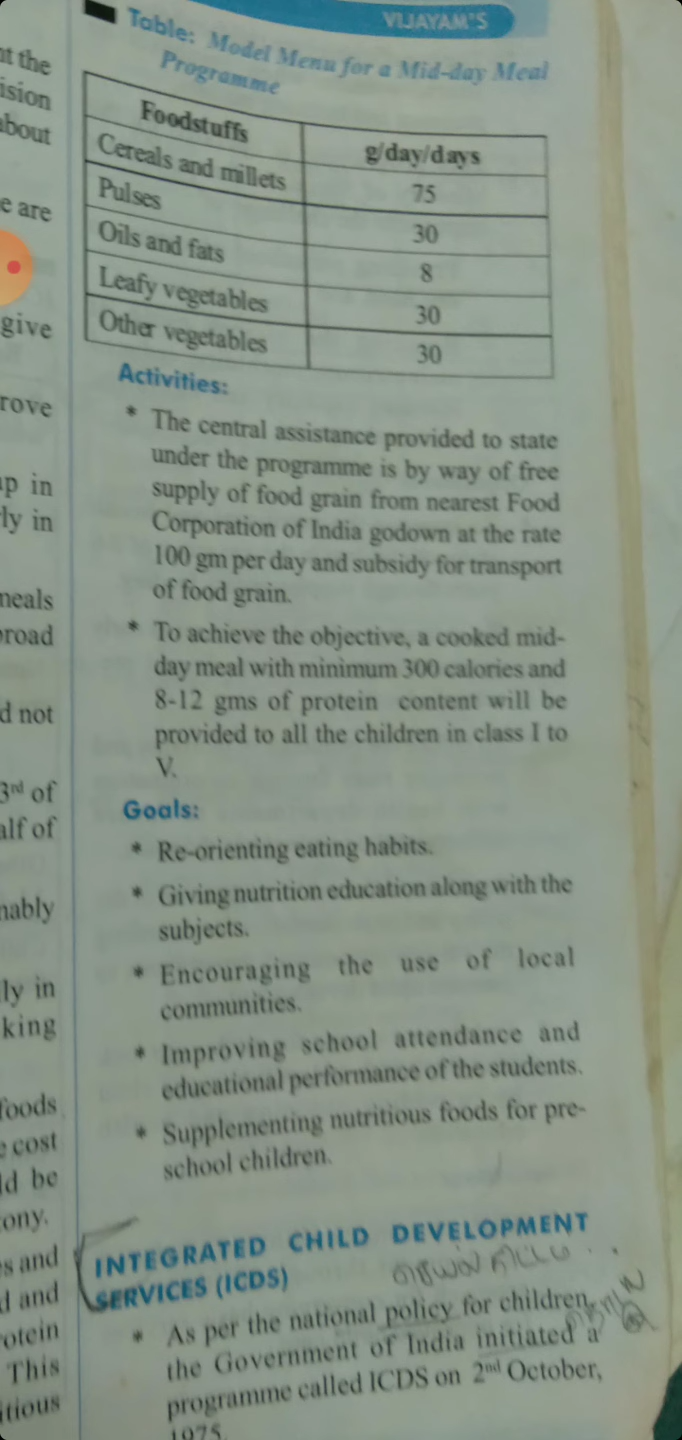 VIJAYAM'S
Table: Model Menu for a Mid-day Meal
Programme
Foodstuffs g/day/days
Cereals and millets 75
Pulses 30
Oils and fats 8
Leafy vegetables 30
Other vegetables 30
Activities:
* The central assistance provided to state
under the programme is by way of free
supply of food grain from nearest Food
Corporation of India godown at the rate
100 gm per day and subsidy for transport
of food grain.
* To achieve the objective, a cooked mid-
day meal with minimum 300 calories and
8-12 gms of protein content will be
provided to all the children in class I to
V.
Goals:
* Re-orienting eating habits.
* Giving nutrition education along with the
subjects.
* Encouraging the use of local
communities.
* Improving school attendance and
educational performance of the students.
* Supplementing nutritious foods for pre-
school children.
INTEGRATED CHILD DEVELOPMENT
SERVICES (ICDS)
* As per the national policy for children
the Government of India initiated a
programme called ICDS on 2nd October,
1975.